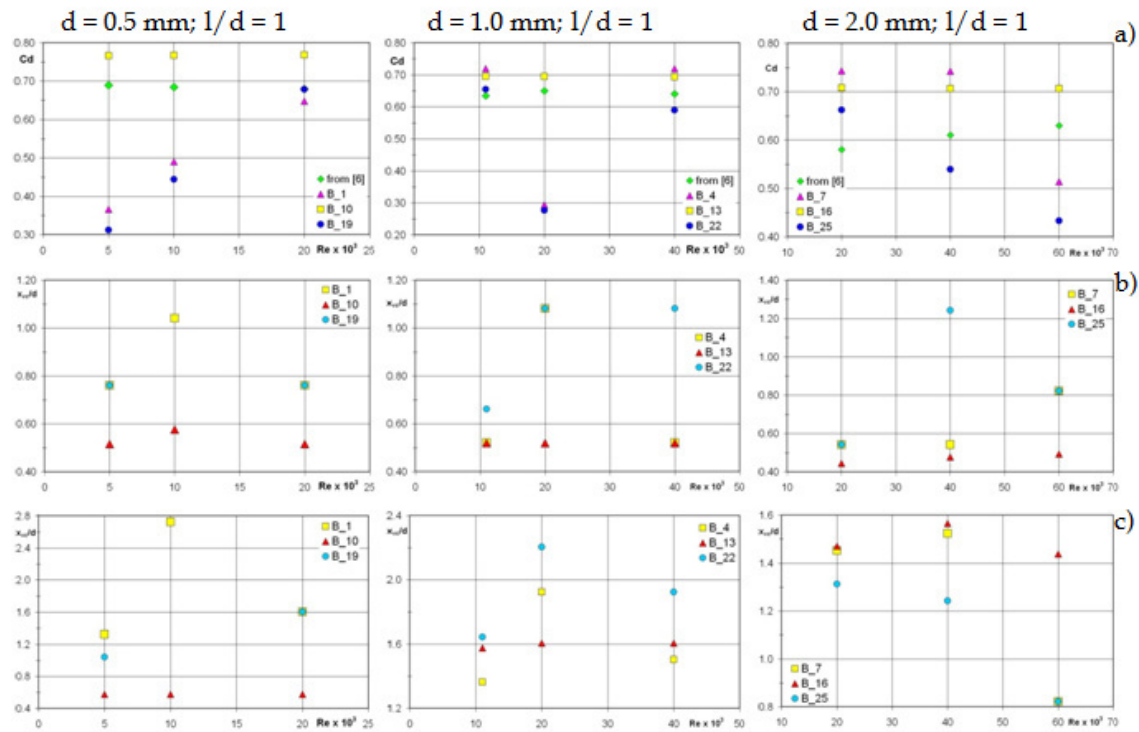 d = 0.5 mm; l/d = 1
d = 1.0 mm; l/d = 1
d = 2.0 mm; l/d = 1
a)
0.80
Cd
0.70
0.60
0.50
0.40
0.30
from [6]
B_1
B_10
B_19
0 5 10 15 20 25
Re x 10³
0.80
Cd
0.70
0.60
0.50
0.40
0.30
0.20
from [6]
B_4
B_13
B_22
0 10 20 30 40 50
Re x 10³
0.80
Cd
0.70
0.60
0.50
0.40
from [6]
B_7
B_16
B_25
10 20 30 40 50 60 70
Re x 10³
b)
1.20
1.00
0.80
0.60
0.40
B_1
B_10
B_19
0 5 10 15 20 25
Re x 10³
1.20
1.00
0.80
0.60
0.40
B_4
B_13
B_22
0 10 20 30 40 50
Re x 10³
1.40
1.20
1.00
0.80
0.60
0.40
B_7
B_16
B_25
10 20 30 40 50 60 70
Re x 10³
c)
2.8
2.4
2.0
1.6
1.2
0.8
0.4
B_1
B_10
B_19
0 5 10 15 20 25
Re x 10³
2.4
2.0
1.6
1.2
B_4
B_13
B_22
0 10 20 30 40 50
Re x 10³
1.6
1.4
1.2
1.0
0.8
B_7
B_16
B_25
10 20 30 40 50 60 70
Re x 10³